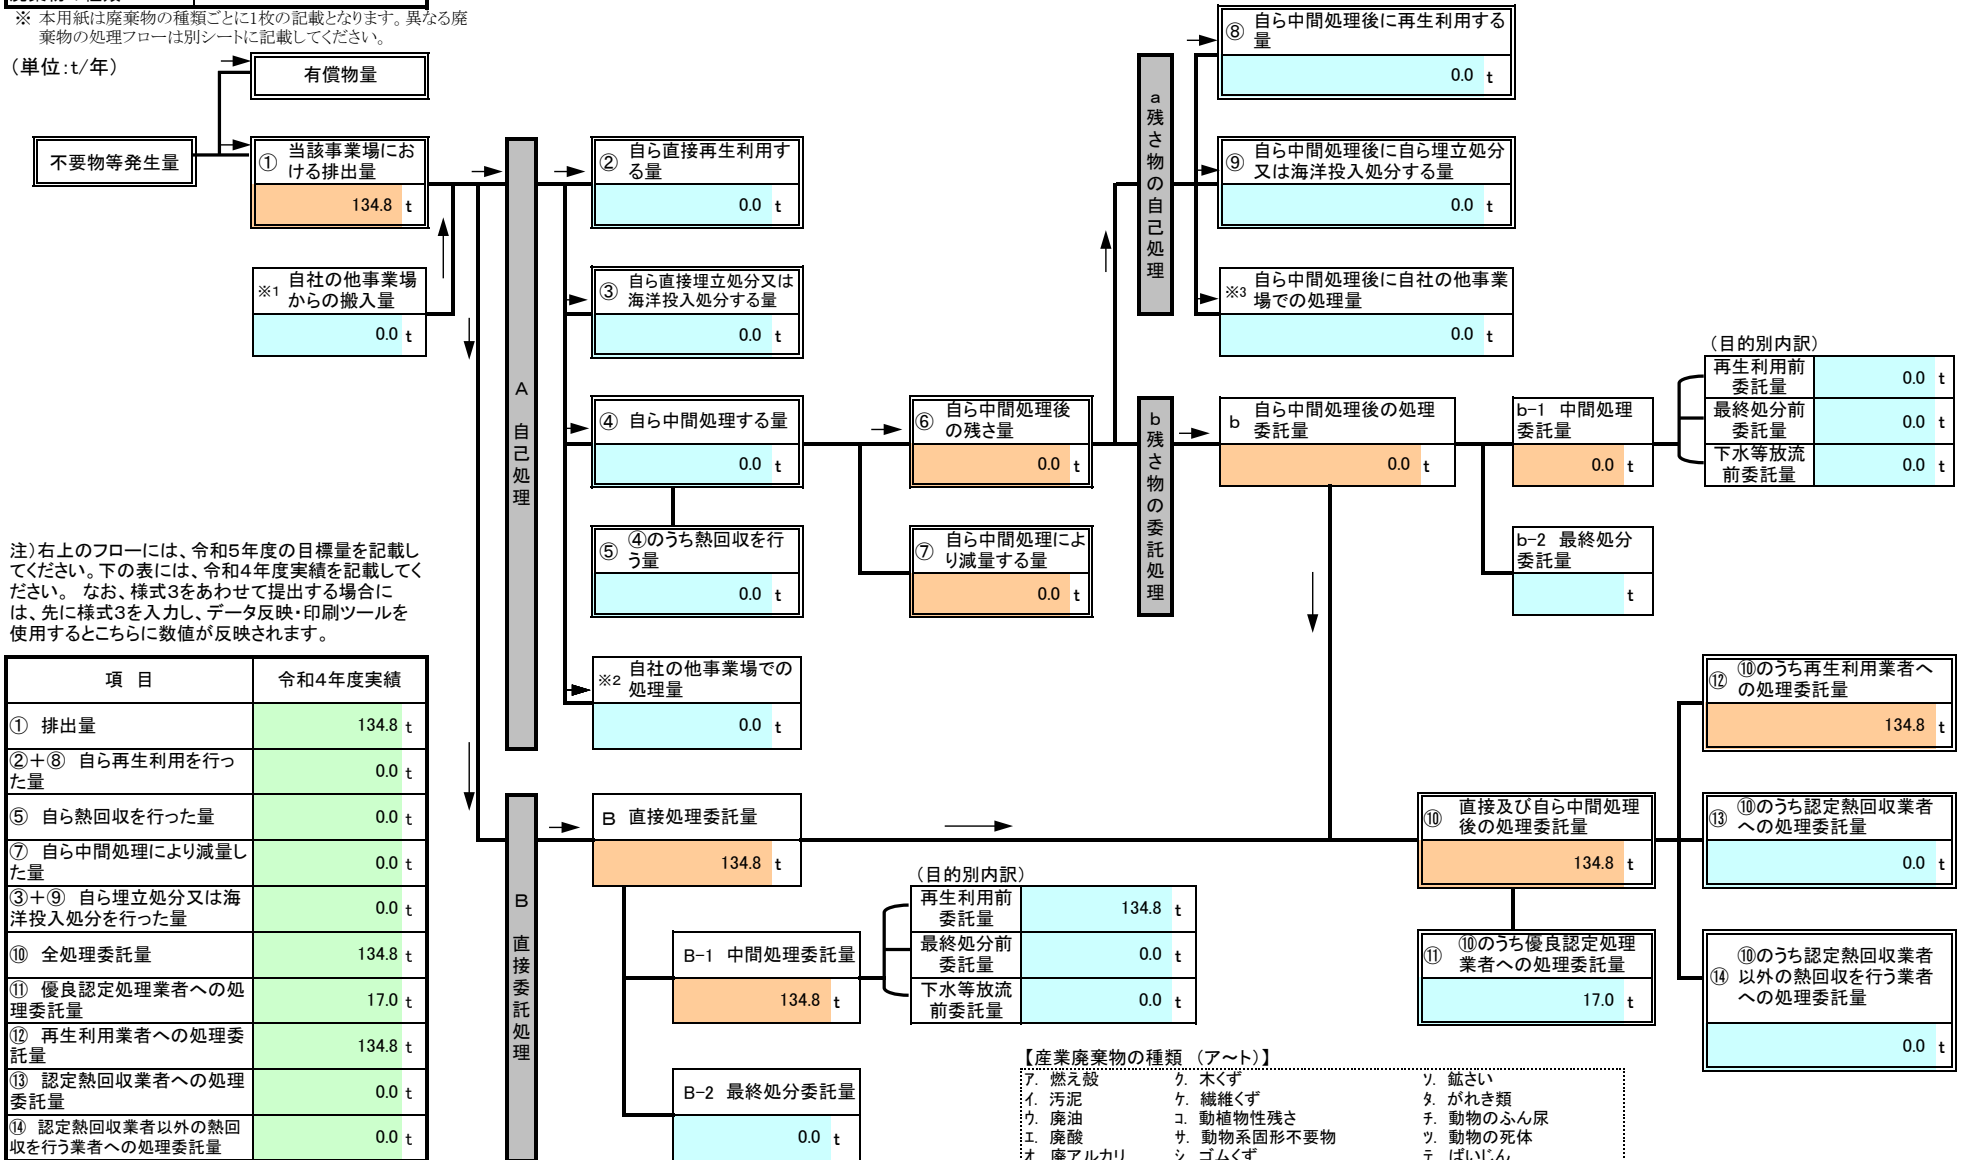 ※ 本用紙は廃棄物の種類ごとに1枚の記載となります。異なる廃
棄物の処理フローは別シートに記載してください。
（単位：t/年）
有償物量
不要物等発生量
① 当該事業場にお
ける排出量
134.8 t
※1 自社の他事業場
からの搬入量
0.0 t
A 自己処理
② 自ら直接再生利用す
る量
0.0 t
③ 自ら直接埋立処分又は
海洋投入処分する量
0.0 t
④ 自ら中間処理する量
0.0 t
⑤ ④のうち熱回収を行
う量
0.0 t
※2 自社の他事業場での
処理量
0.0 t
⑥ 自ら中間処理後
の残さ量
0.0 t
⑦ 自ら中間処理によ
り減量する量
0.0 t
a 残さ物の自己処理
⑧ 自ら中間処理後に再生利用する
量
0.0 t
⑨ 自ら中間処理後に自ら埋立処分
又は海洋投入処分する量
0.0 t
※3 自ら中間処理後に自社の他事業
場での処理量
0.0 t
b 残さ物の委託処理
b 自ら中間処理後の処理
委託量
0.0 t
b-1 中間処理
委託量
0.0 t
b-2 最終処分
委託量
t
（目的別内訳）
再生利用前
委託量
0.0 t
最終処分前
委託量
0.0 t
下水等放流
前委託量
0.0 t
注）右上のフローには、令和5年度の目標量を記載し
てください。下の表には、令和4年度実績を記載してく
ださい。 なお、様式3をあわせて提出する場合に
は、先に様式3を入力し、データ反映・印刷ツールを
使用するとこちらに数値が反映されます。
項 目 令和4年度実績
① 排出量 134.8 t
②＋⑧ 自ら再生利用を行っ
た量 0.0 t
⑤ 自ら熱回収を行った量 0.0 t
⑦ 自ら中間処理により減量し
た量 0.0 t
③＋⑨ 自ら埋立処分又は海
洋投入処分を行った量 0.0 t
⑩ 全処理委託量 134.8 t
⑪ 優良認定処理業者への処
理委託量 17.0 t
⑫ 再生利用業者への処理委
託量 134.8 t
⑬ 認定熱回収業者への処理
委託量 0.0 t
⑭ 認定熱回収業者以外の熱回
収を行う業者への処理委託量 0.0 t
B 直接委託処理
B 直接処理委託量
134.8 t
B-1 中間処理委託量
134.8 t
B-2 最終処分委託量
0.0 t
（目的別内訳）
再生利用前
委託量
134.8 t
最終処分前
委託量
0.0 t
下水等放流
前委託量
0.0 t
⑩ 直接及び自ら中間処理
後の処理委託量
134.8 t
⑪ ⑩のうち優良認定処理
業者への処理委託量
17.0 t
⑫ ⑩のうち再生利用業者へ
の処理委託量
134.8 t
⑬ ⑩のうち認定熱回収業者
への処理委託量
0.0 t
⑭ ⑩のうち認定熱回収業者
以外の熱回収を行う業者
への処理委託量
0.0 t
【産業廃棄物の種類 （ア～ト）】
ア. 燃え殻 ク. 木くず ソ. 鉱さい
イ. 汚泥 ケ. 繊維くず タ. がれき類
ウ. 廃油 コ. 動植物性残さ チ. 動物のふん尿
エ. 廃酸 サ. 動物系固形不要物 ツ. 動物の死体
オ. 廃アルカリ シ. ゴムくず テ. ばいじん